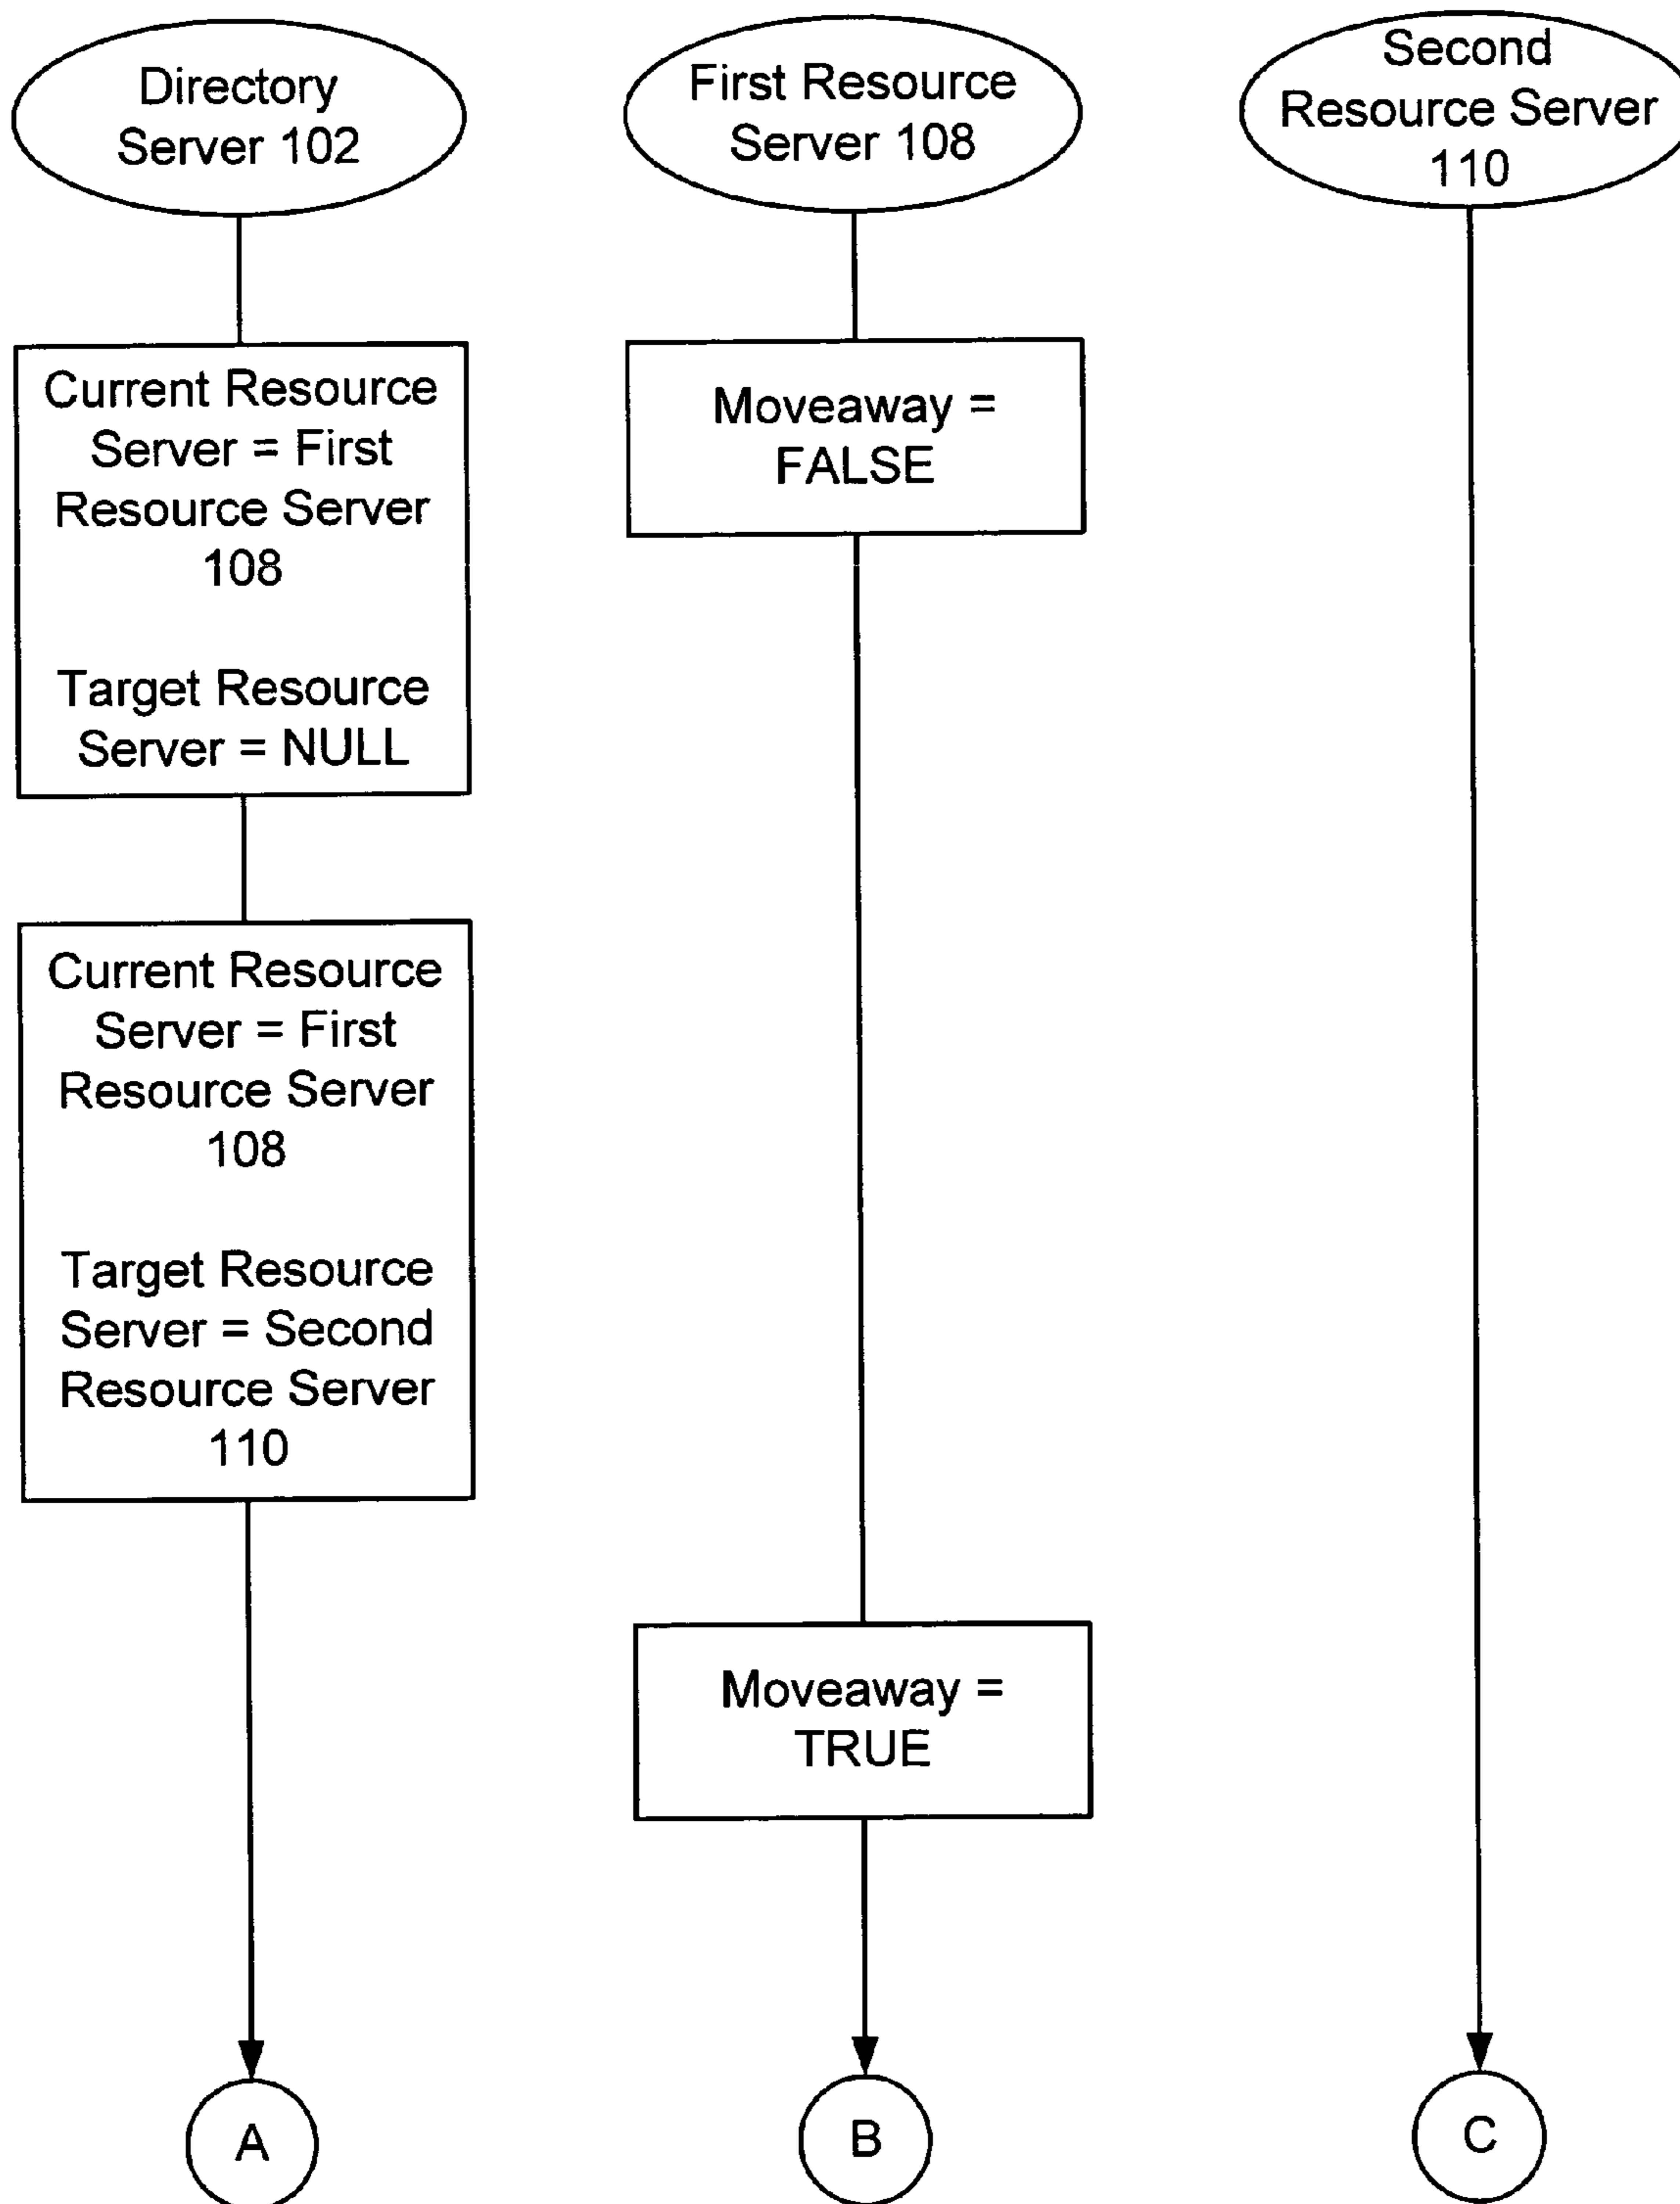 Directory
Server 102
First Resource
Server 108
Second
Resource Server
110
Current Resource
Server = First
Resource Server
108
Target Resource
Server = NULL
Moveaway =
FALSE
Current Resource
Server = First
Resource Server
108
Target Resource
Server = Second
Resource Server
110
Moveaway =
TRUE
A
B
C